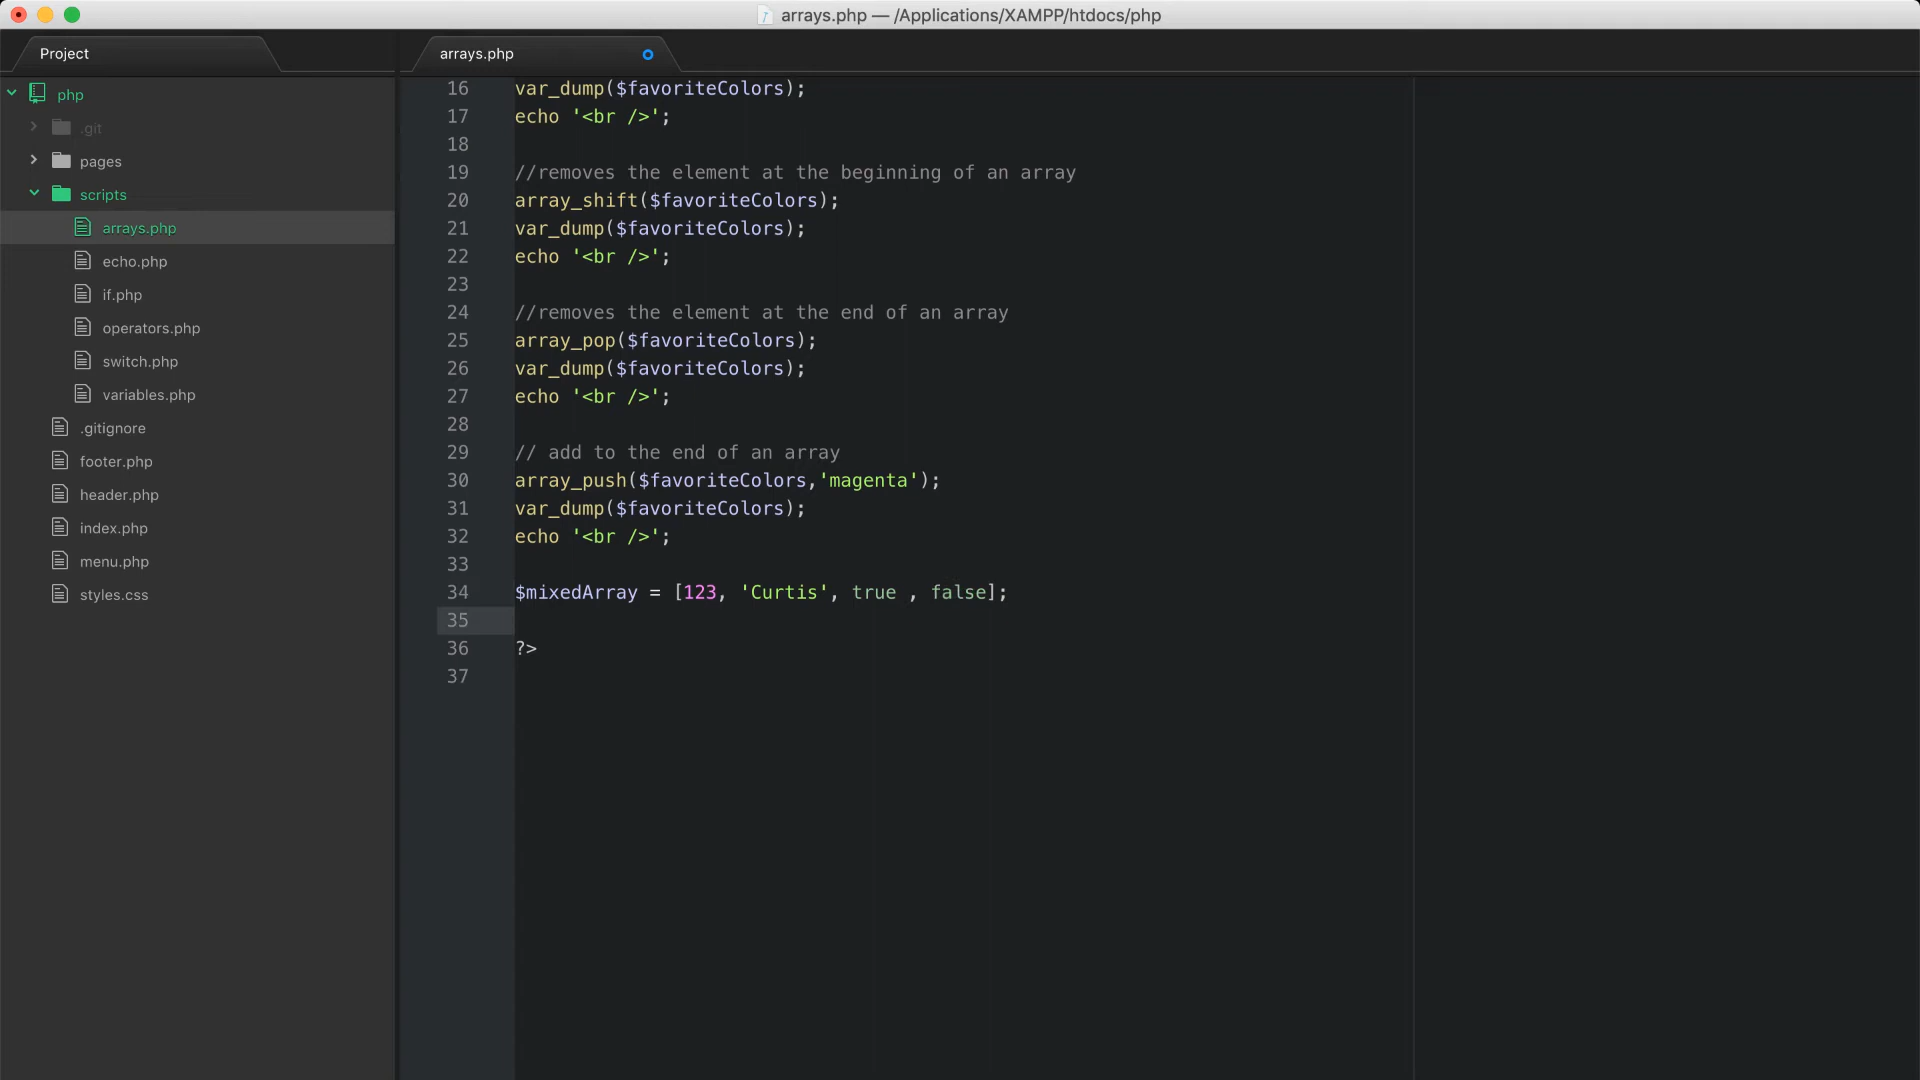 arrays.php — /Applications/XAMPP/htdocs/php
Project
arrays.php
php
.git
pages
scripts
arrays.php
echo.php
if.php
operators.php
switch.php
variables.php
.gitignore
footer.php
header.php
index.php
menu.php
styles.css
16 var_dump($favoriteColors);
17 echo '<br />';
18
19 //removes the element at the beginning of an array
20 array_shift($favoriteColors);
21 var_dump($favoriteColors);
22 echo '<br />';
23
24 //removes the element at the end of an array
25 array_pop($favoriteColors);
26 var_dump($favoriteColors);
27 echo '<br />';
28
29 // add to the end of an array
30 array_push($favoriteColors,'magenta');
31 var_dump($favoriteColors);
32 echo '<br />';
33
34 $mixedArray = [123, 'Curtis', true , false];
35
36 ?>
37